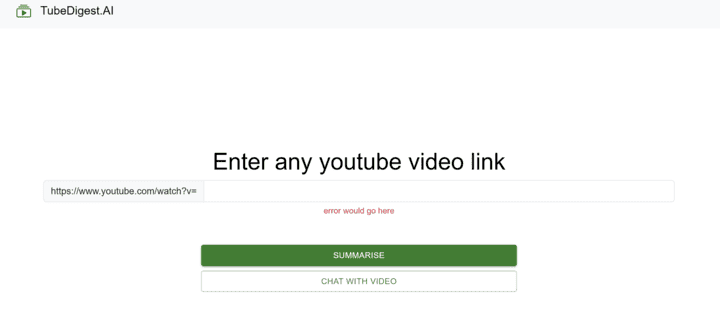 TubeDigest.AI
Enter any youtube video link
https://www.youtube.com/watch?v=
error would go here
SUMMARISE
CHAT WITH VIDEO